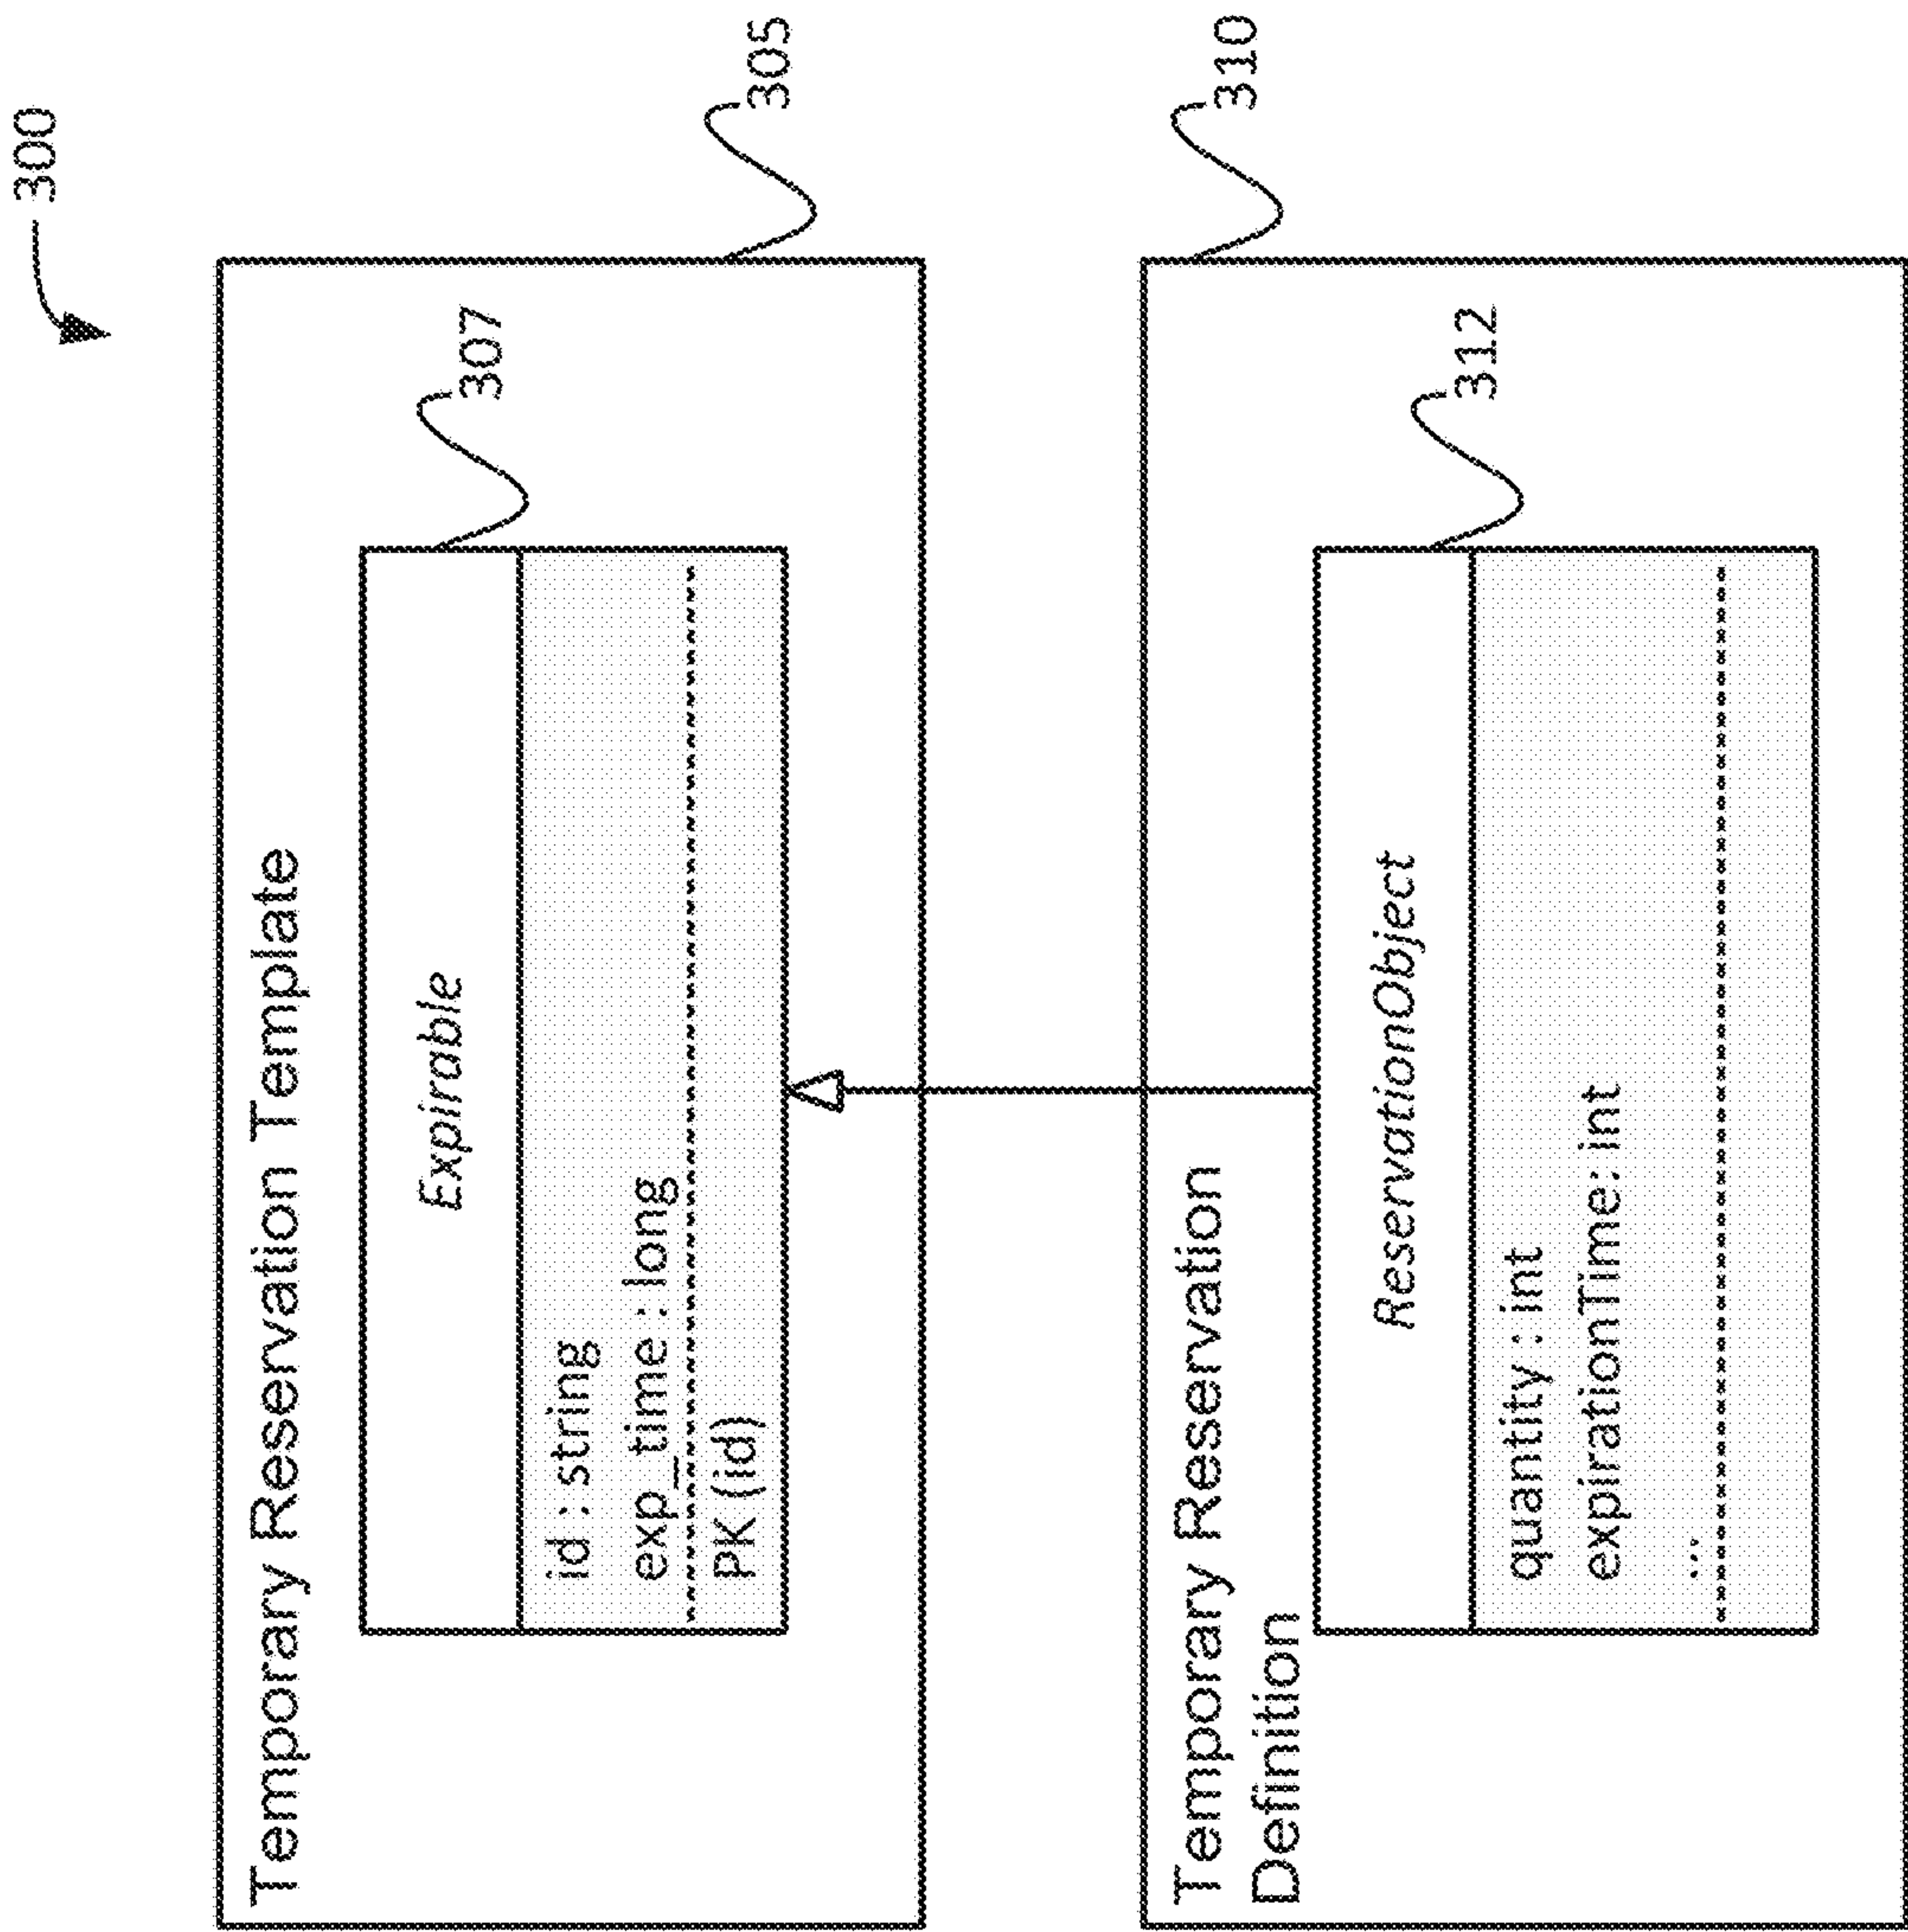 300
Temporary Reservation Template
305
307
Expirable
id : string
exp_time : long
PK (id)
Temporary Reservation
Definition
310
312
ReservationObject
quantity : int
expirationTime: int
...